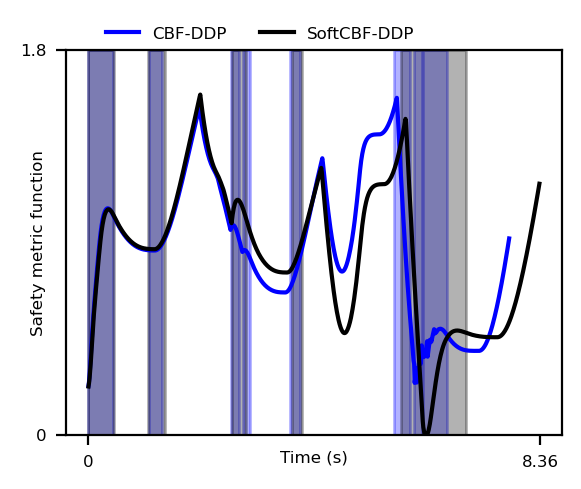 CBF-DDP SoftCBF-DDP
1.8
Safety metric function
0
0 Time (s) 8.36